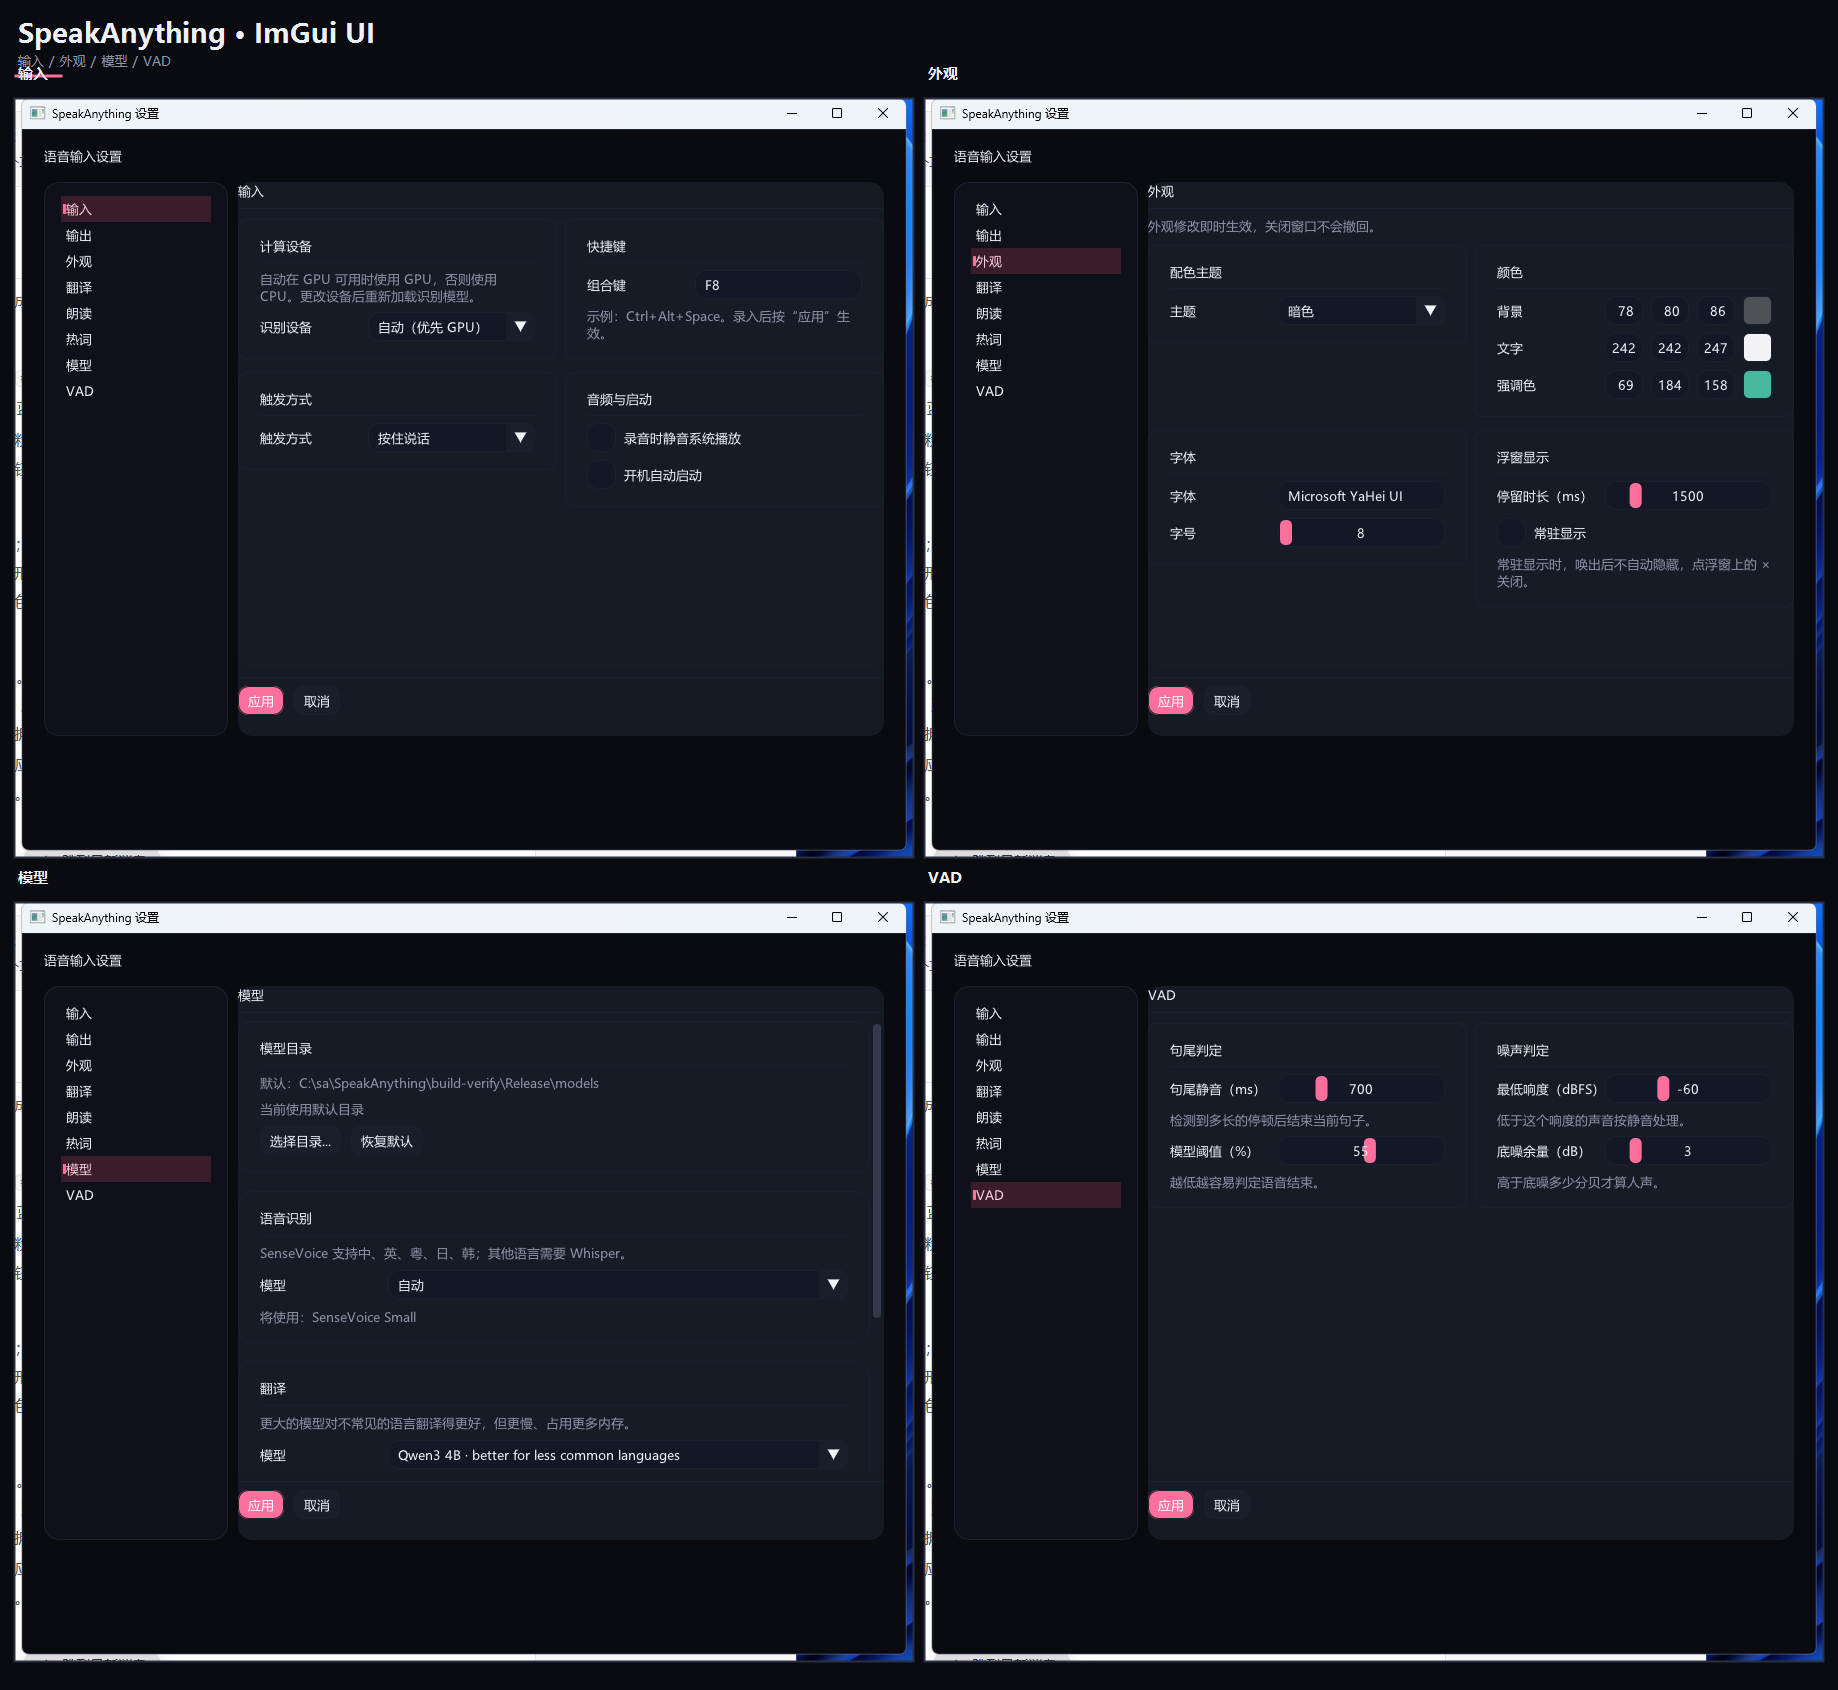 SpeakAnything • ImGui UI
输入 / 外观 / 模型 / VAD
输入
SpeakAnything 设置
语音输入设置
输入
输出
外观
翻译
朗读
热词
模型
VAD
输入
计算设备
自动在 GPU 可用时使用 GPU，否则使用
CPU。更改设备后重新加载识别模型。
识别设备 自动（优先 GPU）
快捷键
组合键 F8
示例：Ctrl+Alt+Space。录入后按“应用”生
效。
触发方式
触发方式 按住说话
音频与启动
录音时静音系统播放
开机自动启动
应用 取消
外观
SpeakAnything 设置
语音输入设置
输入
输出
外观
翻译
朗读
热词
模型
VAD
外观
外观修改即时生效，关闭窗口不会撤回。
配色主题
主题 暗色
颜色
背景 78 80 86
文字 242 242 247
强调色 69 184 158
字体
字体 Microsoft YaHei UI
字号 8
浮窗显示
停留时长（ms） 1500
常驻显示
常驻显示时，唤出后不自动隐藏，点浮窗上的 ×
关闭。
应用 取消
模型
SpeakAnything 设置
语音输入设置
输入
输出
外观
翻译
朗读
热词
模型
VAD
模型
模型目录
默认：C:\sa\SpeakAnything\build-verify\Release\models
当前使用默认目录
选择目录... 恢复默认
语音识别
SenseVoice 支持中、英、粤、日、韩；其他语言需要 Whisper。
模型 自动
将使用：SenseVoice Small
翻译
更大的模型对不常见的语言翻译得更好，但更慢、占用更多内存。
模型 Qwen3 4B · better for less common languages
应用 取消
VAD
SpeakAnything 设置
语音输入设置
输入
输出
外观
翻译
朗读
热词
模型
VAD
VAD
句尾判定
句尾静音（ms） 700
检测到多长的停顿后结束当前句子。
模型阈值（%） 55
越低越容易判定语音结束。
噪声判定
最低响度（dBFS） -60
低于这个响度的声音按静音处理。
底噪余量（dB） 3
高于底噪多少分贝才算人声。
应用 取消